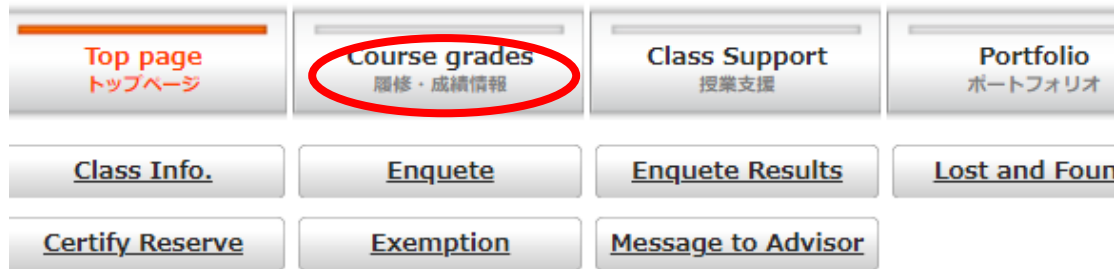 Top page
トップページ
Course grades
履修・成績情報
Class Support
授業支援
Portfolio
ポートフォリオ
Class Info.
Enquete
Enquete Results
Lost and Foun
Certify Reserve
Exemption
Message to Advisor